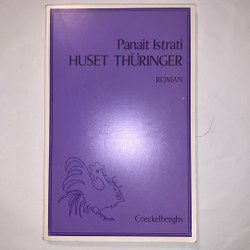 Panait Istrati
HUSET THÜRINGER
ROMAN
Coeckelberghs